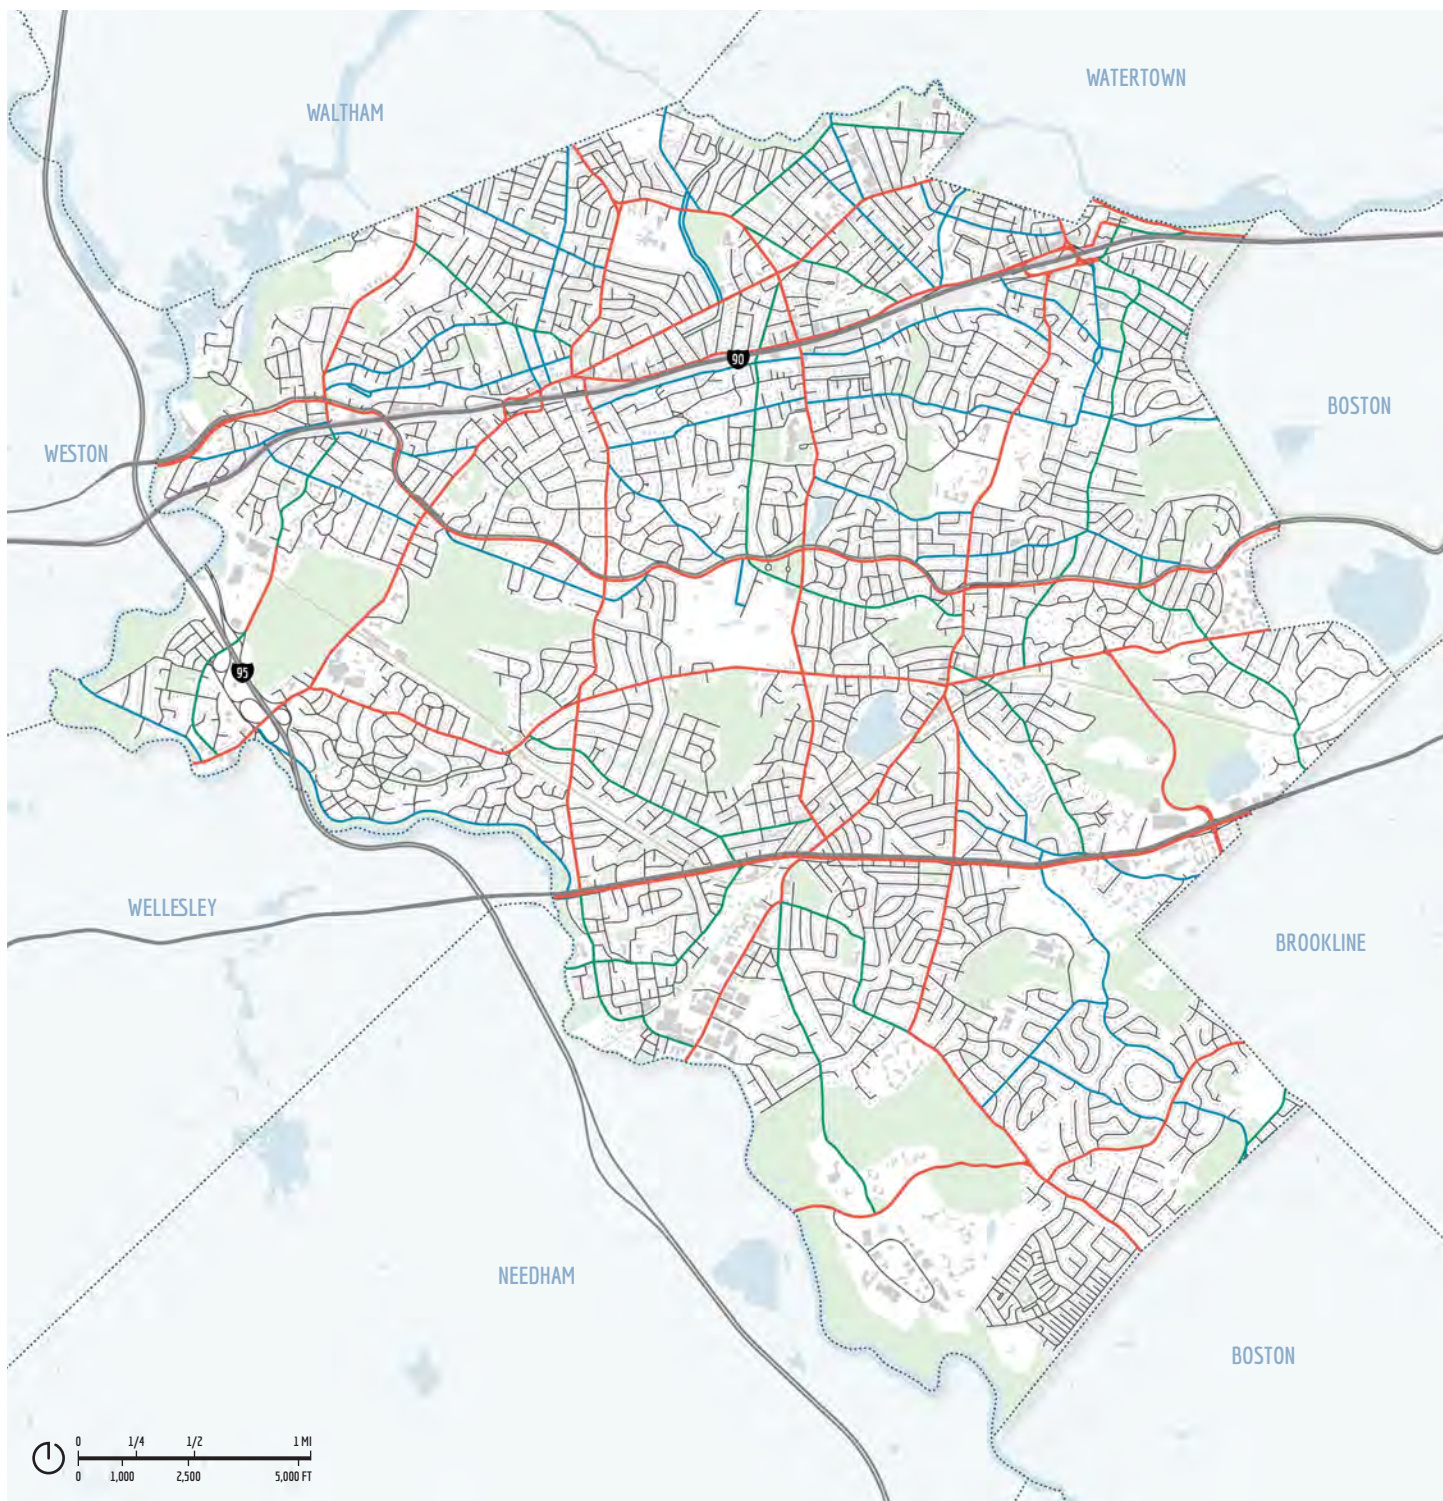 WATERTOWN
WALTHAM
90
BOSTON
WESTON
95
WELLESLEY
BROOKLINE
NEEDHAM
BOSTON
0 1/4 1/2 1 MI
0 1,000 2,500 5,000 FT